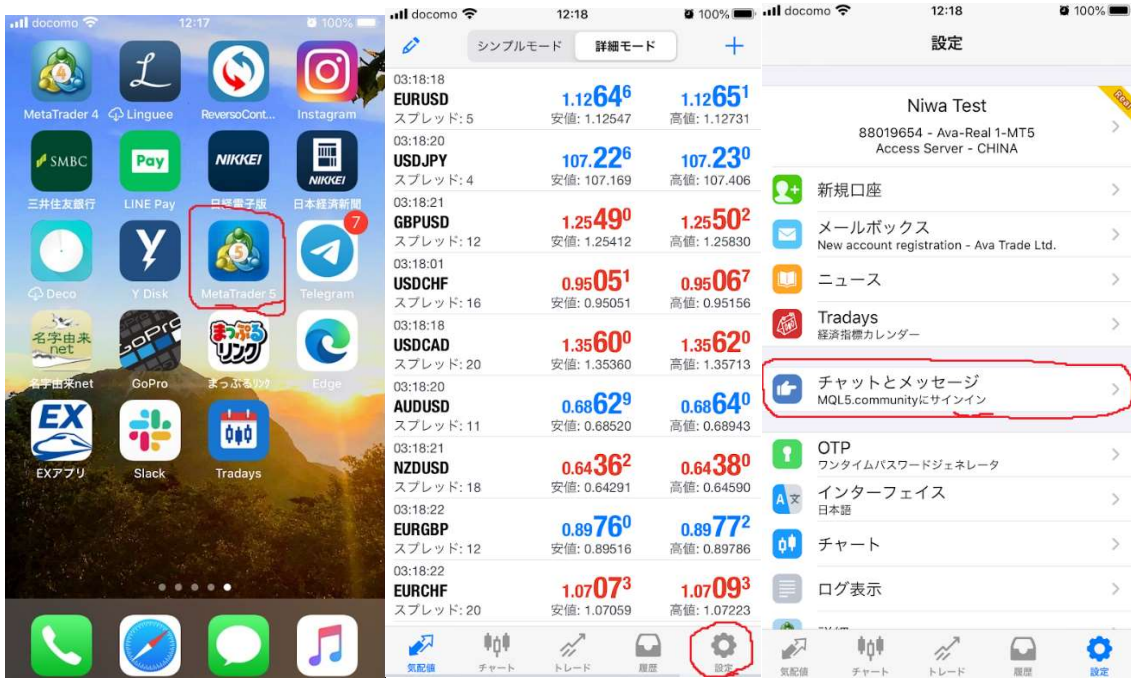 docomo 12:17 100%
4
MetaTrader 4
Linguee
ReversoCont...
Instagram
SMBC
Pay
NIKKEI
NIKKEI
三井住友銀行
LINE Pay
日経電子版
日本経済新聞
7
5
Deco
Y Disk
MetaTrader 5
Telegram
名字由来
net
GoPro
まっぷる
リンク
名字由来net
GoPro
まっぷるリンク
Edge
EX
EXアプリ
Slack
Tradays
docomo 12:18 100%
シンプルモード 詳細モード
03:18:18
EURUSD 1.12646 1.12651
スプレッド: 5 安値: 1.12547 高値: 1.12731
03:18:20
USDJPY 107.226 107.230
スプレッド: 4 安値: 107.169 高値: 107.406
03:18:21
GBPUSD 1.25490 1.25502
スプレッド: 12 安値: 1.25412 高値: 1.25830
03:18:01
USDCHF 0.95051 0.95067
スプレッド: 16 安値: 0.95051 高値: 0.95156
03:18:18
USDCAD 1.35600 1.35620
スプレッド: 20 安値: 1.35360 高値: 1.35713
03:18:20
AUDUSD 0.68629 0.68640
スプレッド: 11 安値: 0.68520 高値: 0.68943
03:18:21
NZDUSD 0.64362 0.64380
スプレッド: 18 安値: 0.64291 高値: 0.64590
03:18:22
EURGBP 0.89760 0.89772
スプレッド: 12 安値: 0.89516 高値: 0.89786
03:18:22
EURCHF 1.07073 1.07093
スプレッド: 20 安値: 1.07059 高値: 1.07223
気配値 チャート トレード 履歴 設定
docomo 12:18 100%
設定
Real
Niwa Test
88019654 - Ava-Real 1-MT5
Access Server - CHINA
新規口座
メールボックス
New account registration - Ava Trade Ltd.
ニュース
Tradays
経済指標カレンダー
チャットとメッセージ
MQL5.communityにサインイン
OTP
ワンタイムパスワードジェネレータ
インターフェイス
日本語
チャート
ログ表示
気配値 チャート トレード 履歴 設定